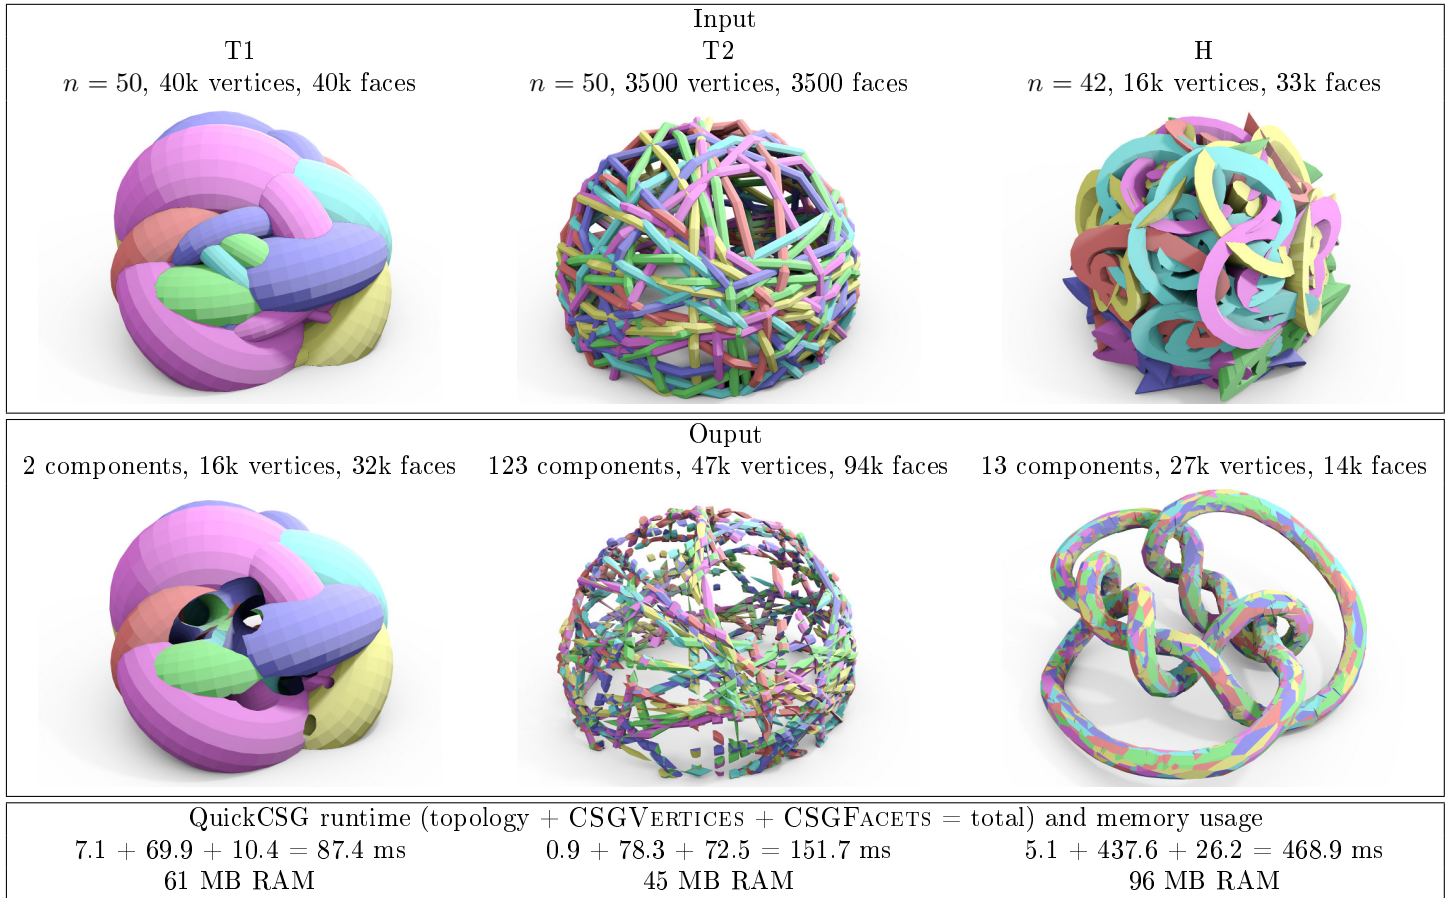 Input
T1
n = 50, 40k vertices, 40k faces
T2
n = 50, 3500 vertices, 3500 faces
H
n = 42, 16k vertices, 33k faces
Ouput
2 components, 16k vertices, 32k faces
123 components, 47k vertices, 94k faces
13 components, 27k vertices, 14k faces
QuickCSG runtime (topology + CSGVERTICES + CSGFACETS = total) and memory usage
7.1 + 69.9 + 10.4 = 87.4 ms
0.9 + 78.3 + 72.5 = 151.7 ms
5.1 + 437.6 + 26.2 = 468.9 ms
61 MB RAM
45 MB RAM
96 MB RAM